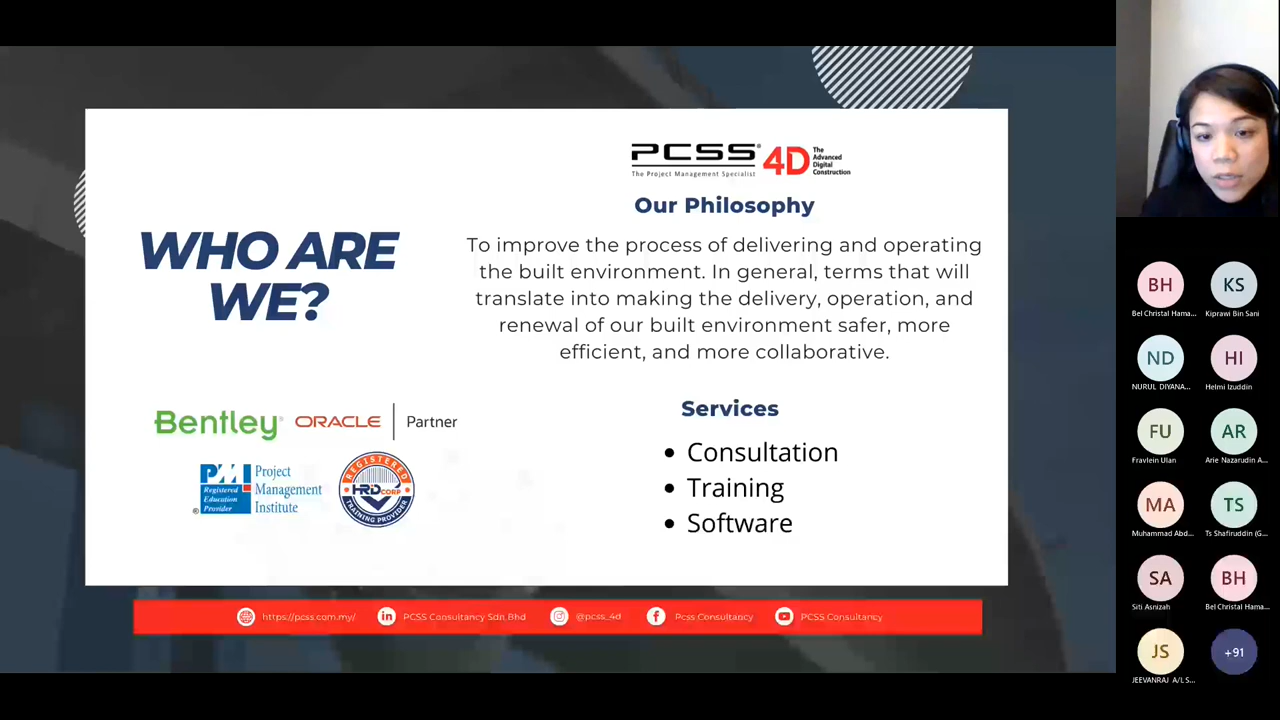 WHO ARE
WE?
Bentley®
ORACLE | Partner
PMI Project
Management
Institute
Registered
Education
Provider
®
REGISTERED
HRD CORP
TRAINING PROVIDER
PCSS®
The Project Management Specialist
4D
The
Advanced
Digital
Construction
Our Philosophy
To improve the process of delivering and operating
the built environment. In general, terms that will
translate into making the delivery, operation, and
renewal of our built environment safer, more
efficient, and more collaborative.
Services
• Consultation
• Training
• Software
https://pcss.com.my/
in PCSS Consultancy Sdn Bhd
@pcss_4d
f Pcss Consultancy
PCSS Consultancy
BH
Bel Christal Hama...
KS
Kiprawi Bin Sani
ND
NURUL DIYANA...
HI
Helmi Izuddin
FU
Fravlein Ulan
AR
Arie Nazarudin A...
MA
Muhammad Abd...
TS
Ts Shafiruddin (G...
SA
Siti Asnizah
BH
Bel Christal Hama...
JS
JEEVANRAJ A/L S...
+91